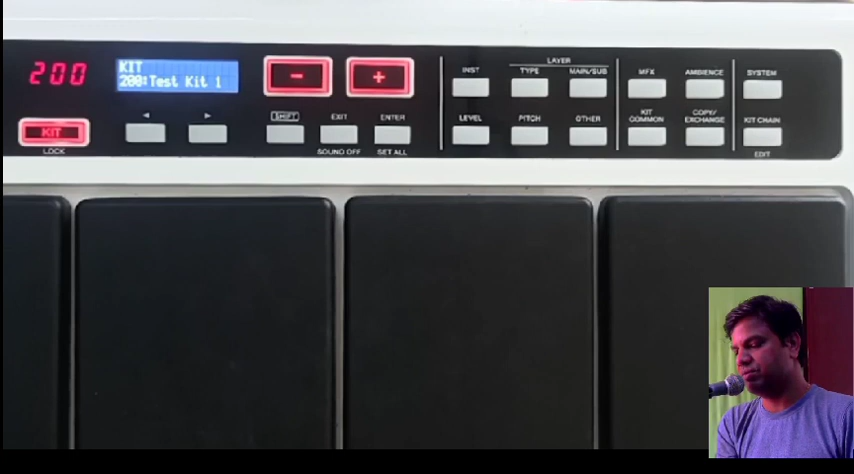 200
KIT
200:Test Kit 1
−
+
KIT
LOCK
◄
►
SHIFT
EXIT
ENTER
SOUND OFF
SET ALL
INST
LAYER
TYPE
MAIN/SUB
LEVEL
PITCH
OTHER
MFX
AMBIENCE
KIT
COMMON
COPY/
EXCHANGE
SYSTEM
KIT CHAIN
EDIT